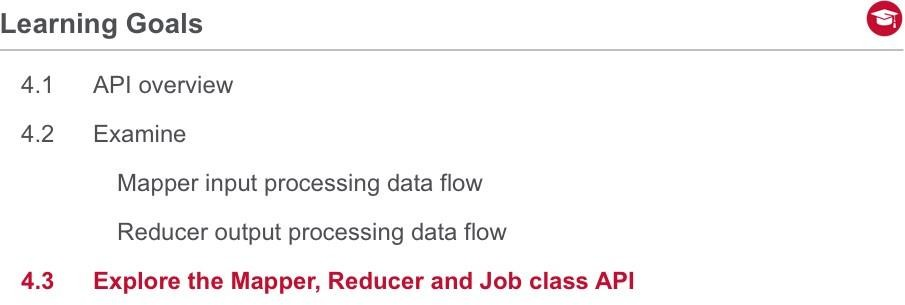 Learning Goals
4.1 API overview
4.2 Examine
Mapper input processing data flow
Reducer output processing data flow
4.3 Explore the Mapper, Reducer and Job class API